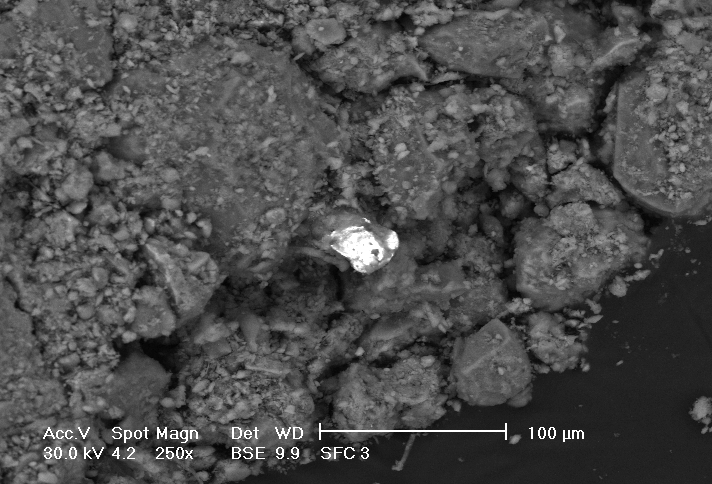 Acc.V Spot Magn Det WD 100 µm
30.0 kV 4.2 250x BSE 9.9 SFC 3